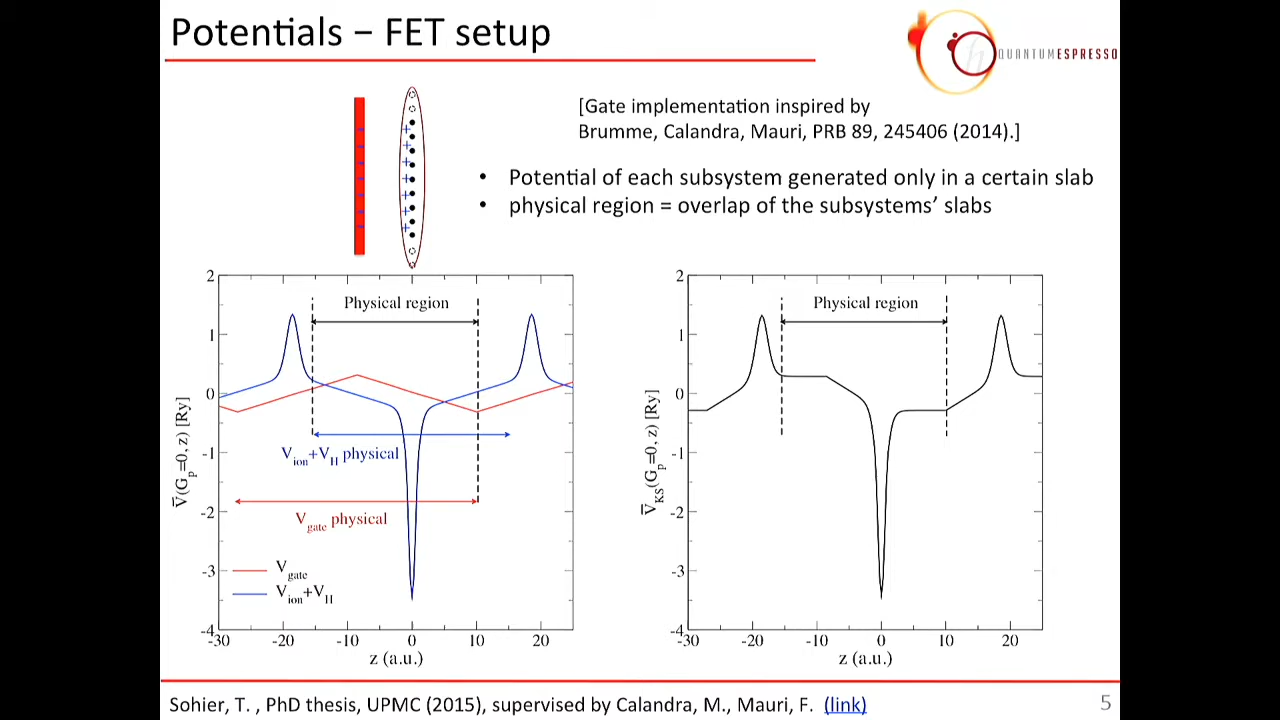 Potentials – FET setup
QUANTUMESPRESSO
[Gate implementation inspired by
Brumme, Calandra, Mauri, PRB 89, 245406 (2014).]
• Potential of each subsystem generated only in a certain slab
• physical region = overlap of the subsystems' slabs
2
1
0
-1
-2
-3
-4
V̅(Gp=0, z) [Ry]
Physical region
Vion+VH physical
Vgate physical
Vgate
Vion+VH
-30 -20 -10 0 10 20
z (a.u.)
2
1
0
-1
-2
-3
-4
V̅KS(Gp=0, z) [Ry]
Physical region
-30 -20 -10 0 10 20
z (a.u.)
Sohier, T. , PhD thesis, UPMC (2015), supervised by Calandra, M., Mauri, F. (link)
5